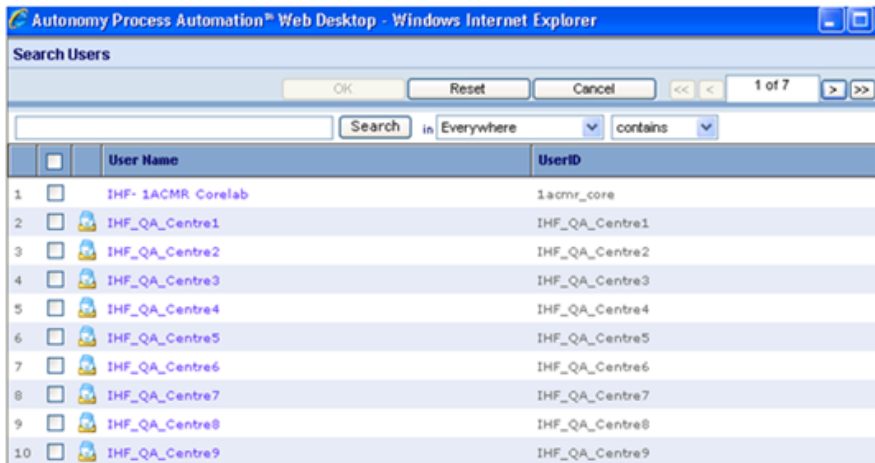 Autonomy Process Automation™ Web Desktop - Windows Internet Explorer
Search Users
OK Reset Cancel << < 1 of 7 > >>
Search in Everywhere contains
User Name UserID
1 IHF- 1ACMR Corelab 1acmr_core
2 IHF_QA_Centre1 IHF_QA_Centre1
3 IHF_QA_Centre2 IHF_QA_Centre2
4 IHF_QA_Centre3 IHF_QA_Centre3
5 IHF_QA_Centre4 IHF_QA_Centre4
6 IHF_QA_Centre5 IHF_QA_Centre5
7 IHF_QA_Centre6 IHF_QA_Centre6
8 IHF_QA_Centre7 IHF_QA_Centre7
9 IHF_QA_Centre8 IHF_QA_Centre8
10 IHF_QA_Centre9 IHF_QA_Centre9